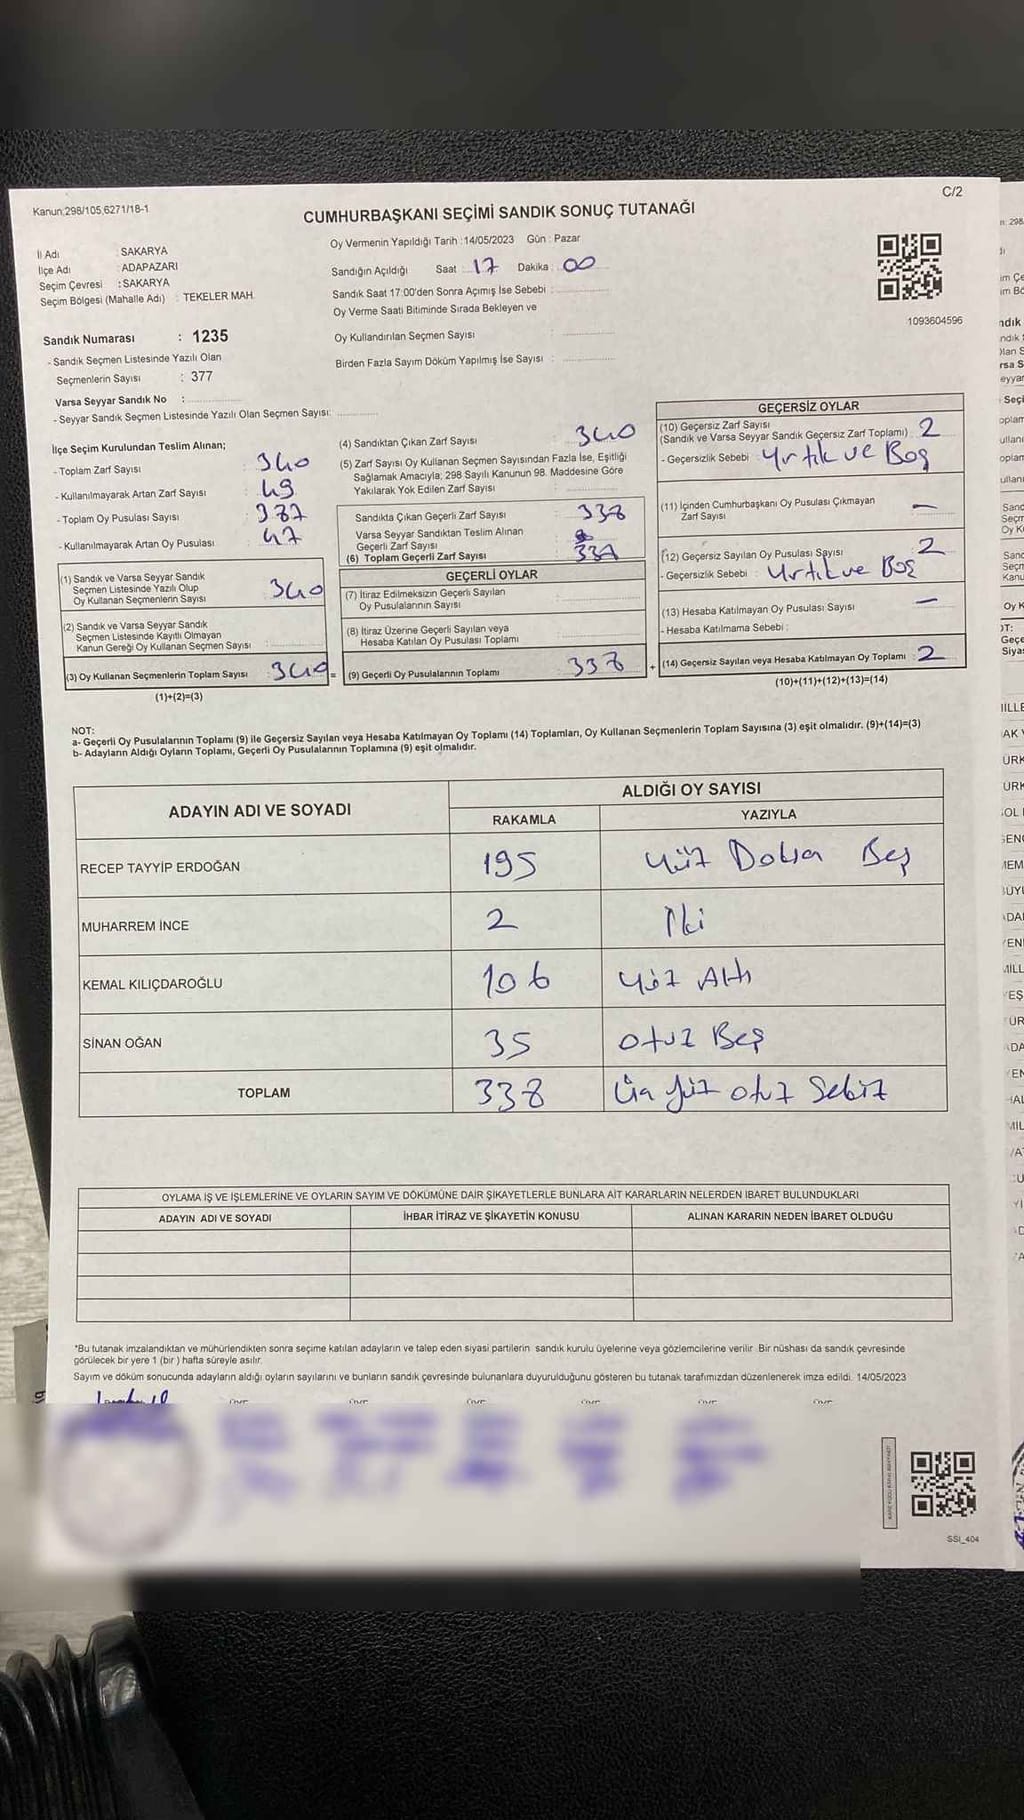 C/2
Kanun;298/105,6271/18-1
CUMHURBAŞKANI SEÇİMİ SANDIK SONUÇ TUTANAĞI
İl Adı : SAKARYA
İlçe Adı : ADAPAZARI
Seçim Çevresi : SAKARYA
Seçim Bölgesi (Mahalle Adı) : TEKELER MAH.
Oy Vermenin Yapıldığı Tarih :14/05/2023 Gün : Pazar
Sandığın Açıldığı Saat : 17 Dakika : 00
Sandık Saat 17:00'den Sonra Açımış İse Sebebi :
Oy Verme Saati Bitiminde Sırada Bekleyen ve
Oy Kullandırılan Seçmen Sayısı :
Birden Fazla Sayım Döküm Yapılmış İse Sayısı :
1093604596
Sandık Numarası : 1235
- Sandık Seçmen Listesinde Yazılı Olan
Seçmenlerin Sayısı : 377
Varsa Seyyar Sandık No :
- Seyyar Sandık Seçmen Listesinde Yazılı Olan Seçmen Sayısı:
İlçe Seçim Kurulundan Teslim Alınan;
- Toplam Zarf Sayısı : 340
- Kullanılmayarak Artan Zarf Sayısı : 49
- Toplam Oy Pusulası Sayısı : 387
- Kullanılmayarak Artan Oy Pusulası : 47
(1) Sandık ve Varsa Seyyar Sandık
Seçmen Listesinde Yazılı Olup
Oy Kullanan Seçmenlerin Sayısı : 340
(2) Sandık ve Varsa Seyyar Sandık
Seçmen Listesinde Kayıtlı Olmayan
Kanun Gereği Oy Kullanan Seçmen Sayısı :
(3) Oy Kullanan Seçmenlerin Toplam Sayısı : 340
(1)+(2)=(3)
(4) Sandıktan Çıkan Zarf Sayısı : 340
(5) Zarf Sayısı Oy Kullanan Seçmen Sayısından Fazla İse, Eşitliği
Sağlamak Amacıyla; 298 Sayılı Kanunun 98. Maddesine Göre
Yakılarak Yok Edilen Zarf Sayısı :
Sandıkta Çıkan Geçerli Zarf Sayısı : 338
Varsa Seyyar Sandıktan Teslim Alınan
Geçerli Zarf Sayısı :
(6) Toplam Geçerli Zarf Sayısı
GEÇERLİ OYLAR
(7) İtiraz Edilmeksizin Geçerli Sayılan
Oy Pusulalarının Sayısı :
(8) İtiraz Üzerine Geçerli Sayılan veya
Hesaba Katılan Oy Pusulası Toplamı :
= (9) Geçerli Oy Pusulalarının Toplamı : 338
GEÇERSİZ OYLAR
(10) Geçersiz Zarf Sayısı
(Sandık ve Varsa Seyyar Sandık Geçersiz Zarf Toplamı) : 2
- Geçersizlik Sebebi : Yırtık ve Boş
(11) İçinden Cumhurbaşkanı Oy Pusulası Çıkmayan
Zarf Sayısı : —
(12) Geçersiz Sayılan Oy Pusulası Sayısı : 2
- Geçersizlik Sebebi : Yırtık ve Boş
(13) Hesaba Katılmayan Oy Pusulası Sayısı : —
- Hesaba Katılmama Sebebi :
+ (14) Geçersiz Sayılan veya Hesaba Katılmayan Oy Toplamı : 2
(10)+(11)+(12)+(13)=(14)
NOT:
a- Geçerli Oy Pusulalarının Toplamı (9) ile Geçersiz Sayılan veya Hesaba Katılmayan Oy Toplamı (14) Toplamları, Oy Kullanan Seçmenlerin Toplam Sayısına (3) eşit olmalıdır. (9)+(14)=(3)
b- Adayların Aldığı Oyların Toplamı, Geçerli Oy Pusulalarının Toplamına (9) eşit olmalıdır.
ADAYIN ADI VE SOYADI ALDIĞI OY SAYISI
RAKAMLA YAZIYLA
RECEP TAYYİP ERDOĞAN 195 Yüz Doksan Beş
MUHARREM İNCE 2 İki
KEMAL KILIÇDAROĞLU 106 Yüz Altı
SİNAN OĞAN 35 Otuz Beş
TOPLAM 338 Üç Yüz Otuz Sekiz
OYLAMA İŞ VE İŞLEMLERİNE VE OYLARIN SAYIM VE DÖKÜMÜNE DAİR ŞİKAYETLERLE BUNLARA AİT KARARLARIN NELERDEN İBARET BULUNDUKLARI
ADAYIN ADI VE SOYADI İHBAR İTİRAZ VE ŞİKAYETİN KONUSU ALINAN KARARIN NEDEN İBARET OLDUĞU
*Bu tutanak imzalandıktan ve mühürlendikten sonra seçime katılan adayların ve talep eden siyasi partilerin sandık kurulu üyelerine veya gözlemcilerine verilir. Bir nüshası da sandık çevresinde
görülecek bir yere 1 (bir) hafta süreyle asılır.
Sayım ve döküm sonucunda adayların aldığı oyların sayılarını ve bunların sandık çevresinde bulunanlara duyurulduğunu gösteren bu tutanak tarafımızdan düzenlenerek imza edildi. 14/05/2023
SSI_404